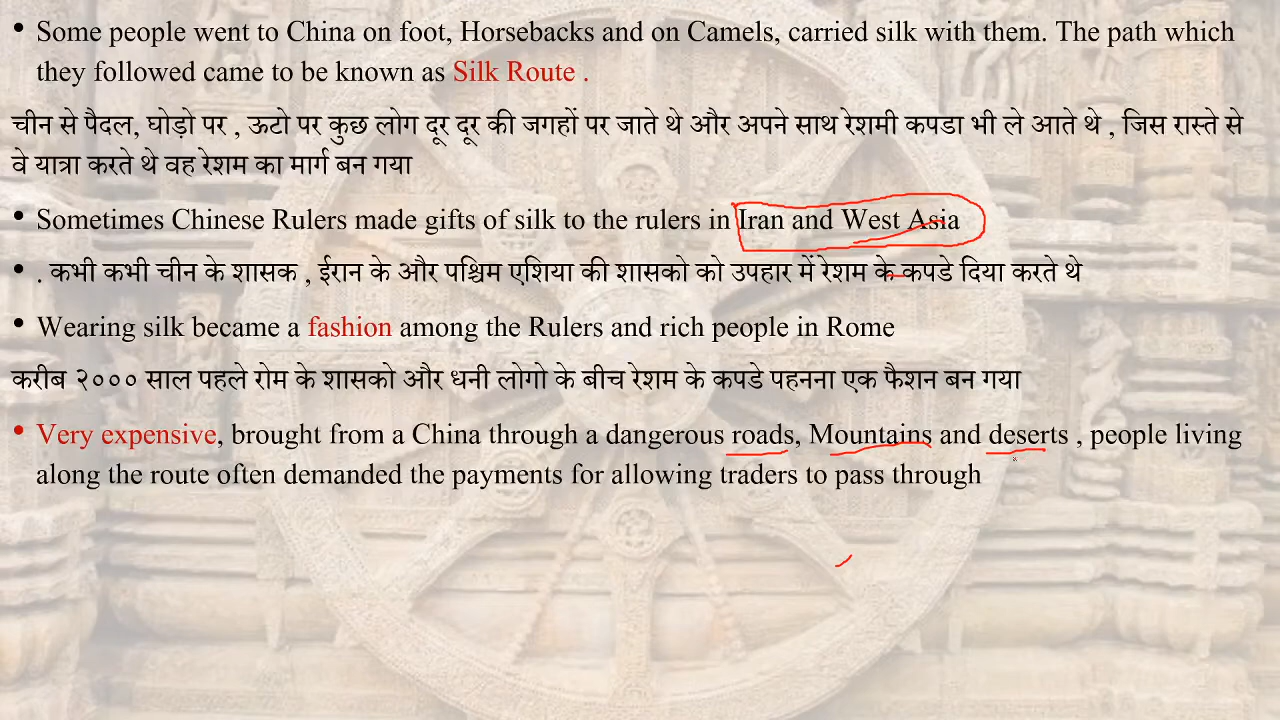 • Some people went to China on foot, Horsebacks and on Camels, carried silk with them. The path which
they followed came to be known as Silk Route .
चीन से पैदल, घोड़ो पर , ऊटो पर कुछ लोग दूर दूर की जगहों पर जाते थे और अपने साथ रेशमी कपडा भी ले आते थे , जिस रास्ते से
वे यात्रा करते थे वह रेशम का मार्ग बन गया
• Sometimes Chinese Rulers made gifts of silk to the rulers in Iran and West Asia
• . कभी कभी चीन के शासक , ईरान के और पश्चिम एशिया की शासको को उपहार में रेशम के कपडे दिया करते थे
• Wearing silk became a fashion among the Rulers and rich people in Rome
करीब २००० साल पहले रोम के शासको और धनी लोगो के बीच रेशम के कपडे पहनना एक फैशन बन गया
• Very expensive, brought from a China through a dangerous roads, Mountains and deserts , people living
along the route often demanded the payments for allowing traders to pass through